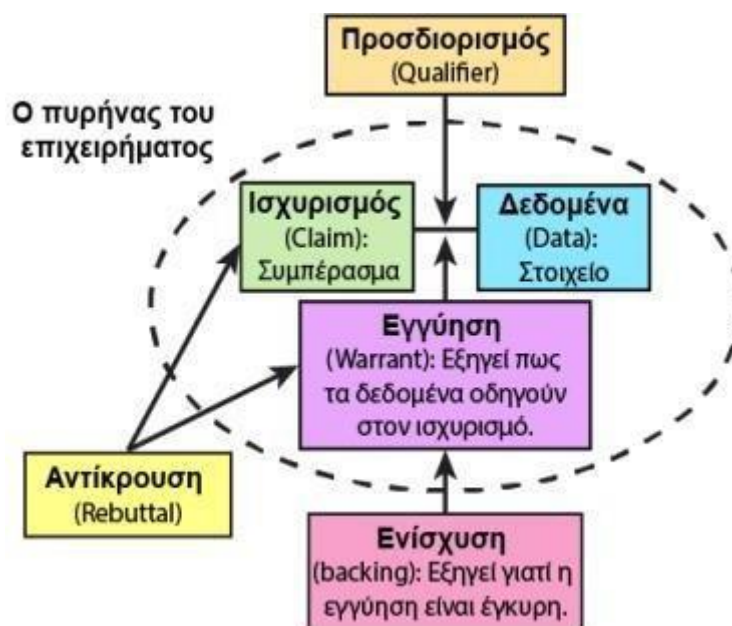 Προσδιορισμός
(Qualifier)
Ο πυρήνας του
επιχειρήματος
Ισχυρισμός
(Claim):
Συμπέρασμα
Δεδομένα
(Data):
Στοιχείο
Εγγύηση
(Warrant): Εξηγεί πως
τα δεδομένα οδηγούν
στον ισχυρισμό.
Αντίκρουση
(Rebuttal)
Ενίσχυση
(backing): Εξηγεί γιατί η
εγγύηση είναι έγκυρη.